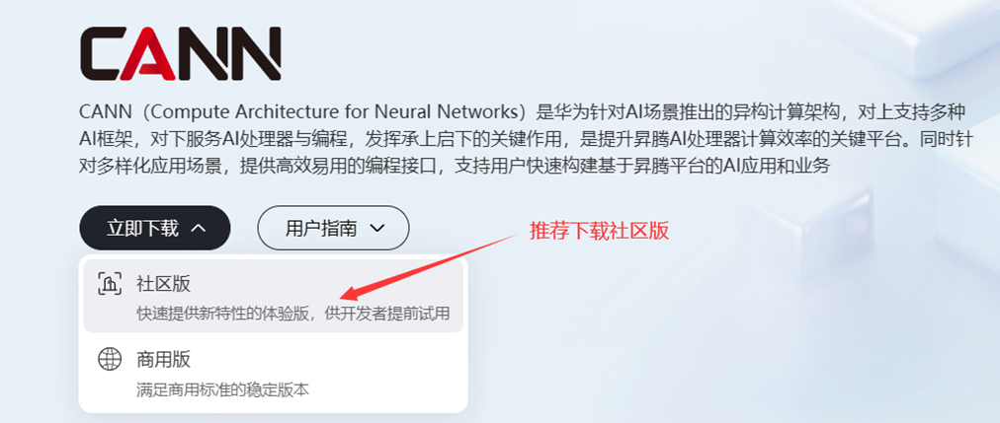 CANN
CANN（Compute Architecture for Neural Networks）是华为针对AI场景推出的异构计算架构，对上支持多种
AI框架，对下服务AI处理器与编程，发挥承上启下的关键作用，是提升昇腾AI处理器计算效率的关键平台。同时针
对多样化应用场景，提供高效易用的编程接口，支持用户快速构建基于昇腾平台的AI应用和业务
立即下载
用户指南
推荐下载社区版
社区版
快速提供新特性的体验版，供开发者提前试用
商用版
满足商用标准的稳定版本